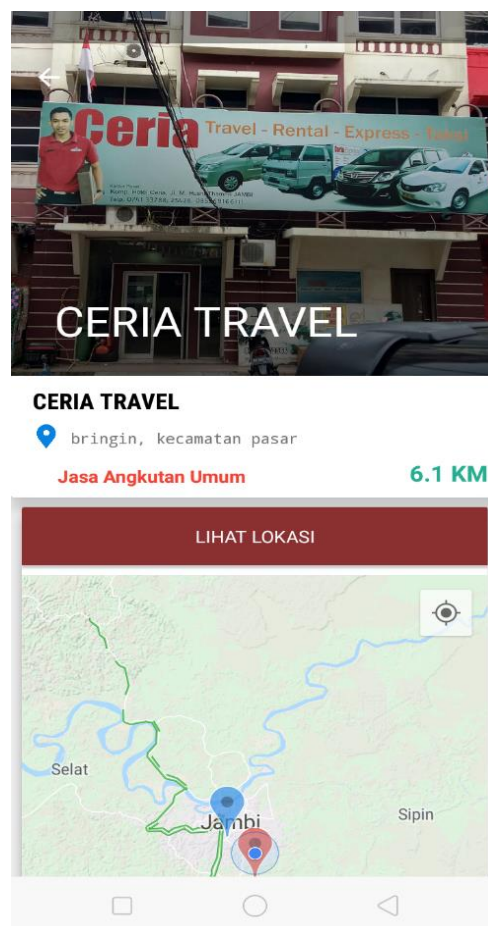 Ceria Travel - Rental - Express -
CERIA TRAVEL
CERIA TRAVEL
bringin, kecamatan pasar
Jasa Angkutan Umum
6.1 KM
LIHAT LOKASI
Selat
Jambi
Sipin